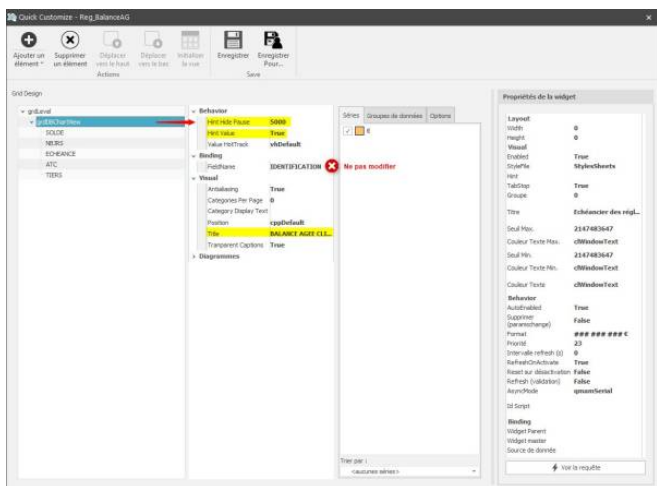 Quick Customize - Reg_BalanceAG
Ajouter un élément
Supprimer un élément
Déplacer vers le haut
Déplacer vers le bas
Initialiser la vue
Enregistrer
Enregistrer Pour...
Actions
Save
Grid Design
grdLevel
grdDBChartView
SOLDE
NBJRS
ECHEANCE
ATC
TIERS
Behavior
Hint Hide Pause 5000
Hint Value True
Value HotTrack vhDefault
Binding
FieldName IDENTIFICATION
Ne pas modifier
Visual
Antialiasing True
Categories Per Page 0
Category Display Text
Position cppDefault
Title BALANCE AGEE CLI...
Tranparent Captions True
Diagrammes
Séries
Groupes de données
Options
€
Trier par :
<aucunes séries>
Propriétés de la widget
Layout
Width 0
Height 0
Visual
Enabled True
StyleFile StylesSheets
Hint
TabStop True
Groupe 0
Titre Echéancier des régl...
Seuil Max. 2147483647
Couleur Texte Max. clWindowText
Seuil Min. 2147483647
Couleur Texte Min. clWindowText
Couleur Texte clWindowText
Behavior
AutoEnabled True
Supprimer (paramschange) False
Format ### ### ### €
Priorité 23
Intervalle refresh (s) 0
RefreshOnActivate True
Reset sur désactivation False
Refresh (validation) False
AsyncMode qmamSerial
Id Script
Binding
Widget Parent
Widget master
Source de donnée
Voir la requête